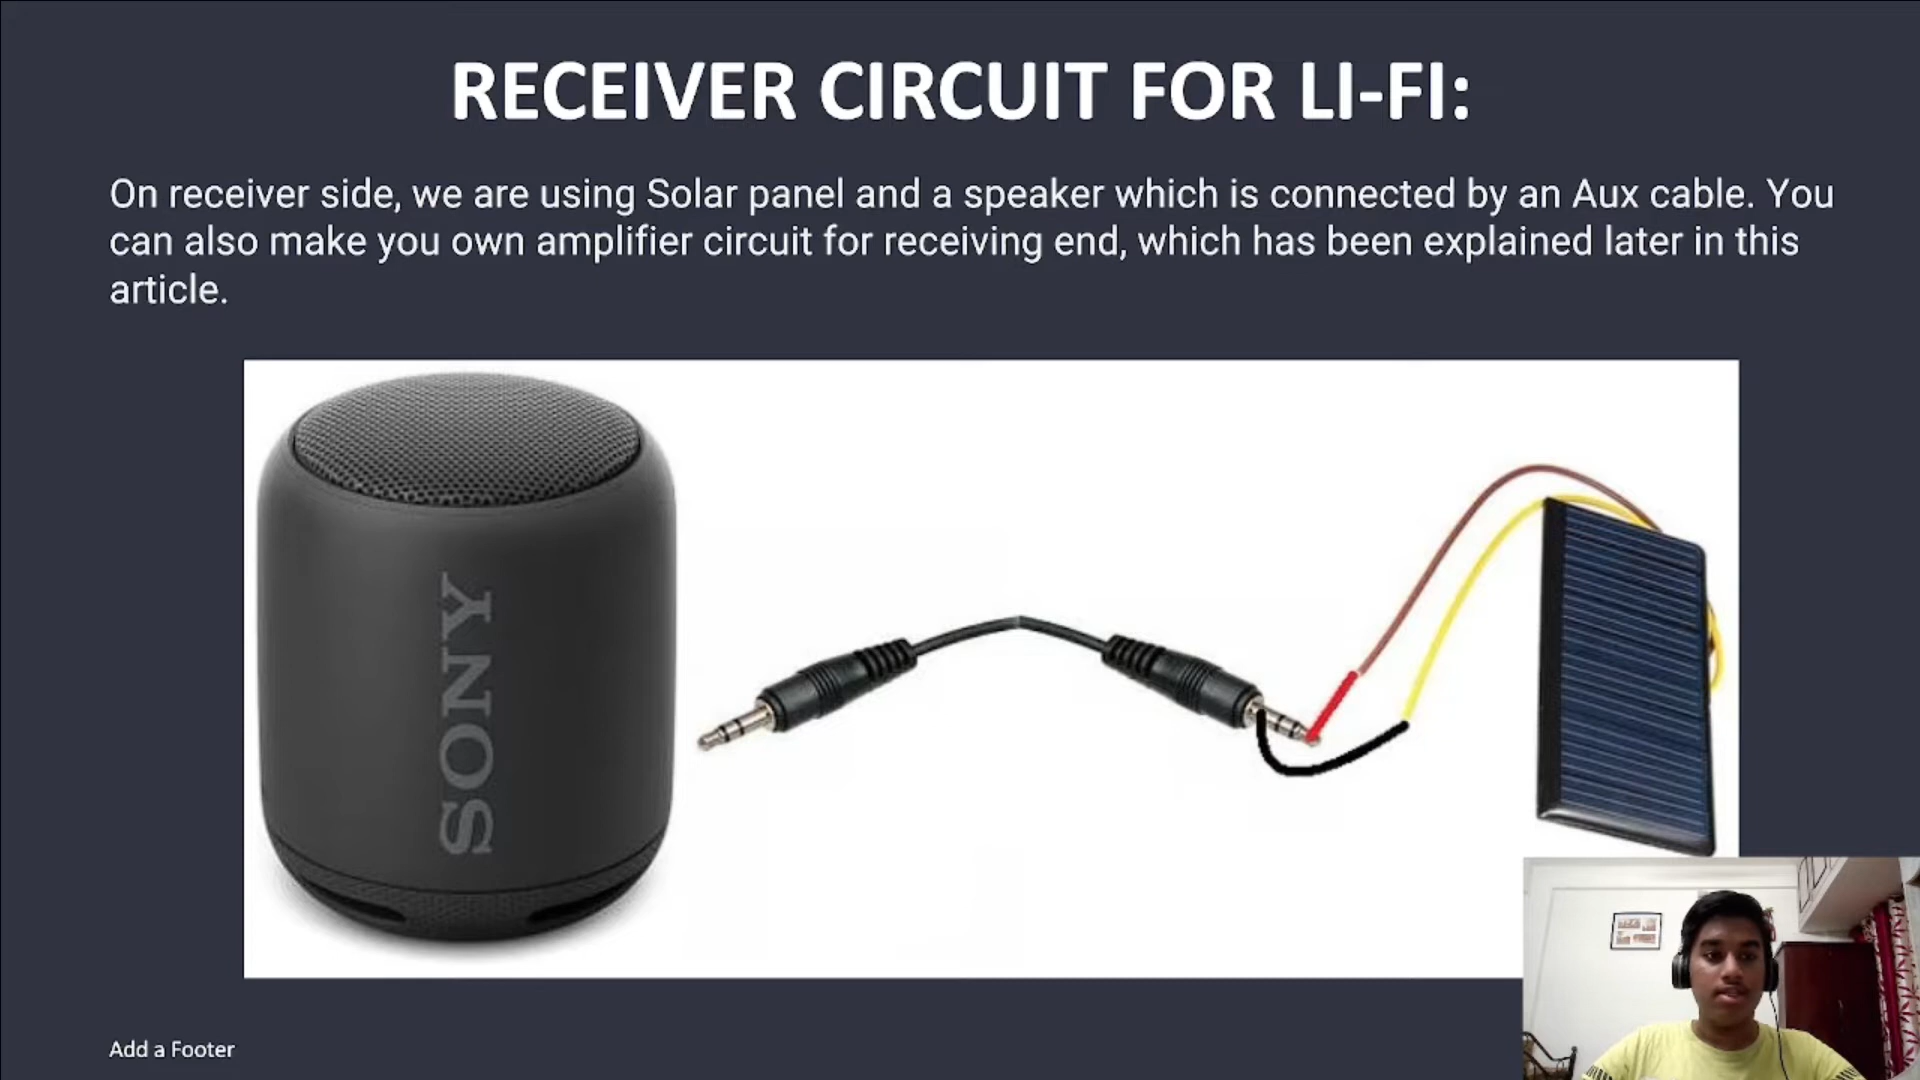 RECEIVER CIRCUIT FOR LI-FI:
On receiver side, we are using Solar panel and a speaker which is connected by an Aux cable. You
can also make you own amplifier circuit for receiving end, which has been explained later in this
article.
SONY
Add a Footer